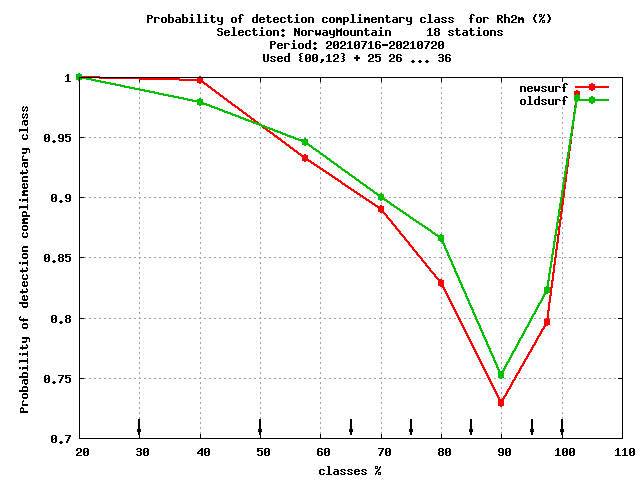 Probability of detection complimentary class  for Rh2m (%)
Selection: NorwayMountain     18 stations
Period: 20210716-20210720
Used {00,12} + 25 26 ... 36
newsurf
oldsurf
Probability of detection complimentary class
1
0,95
0,9
0,85
0,8
0,75
0,7
20 30 40 50 60 70 80 90 100 110
classes %